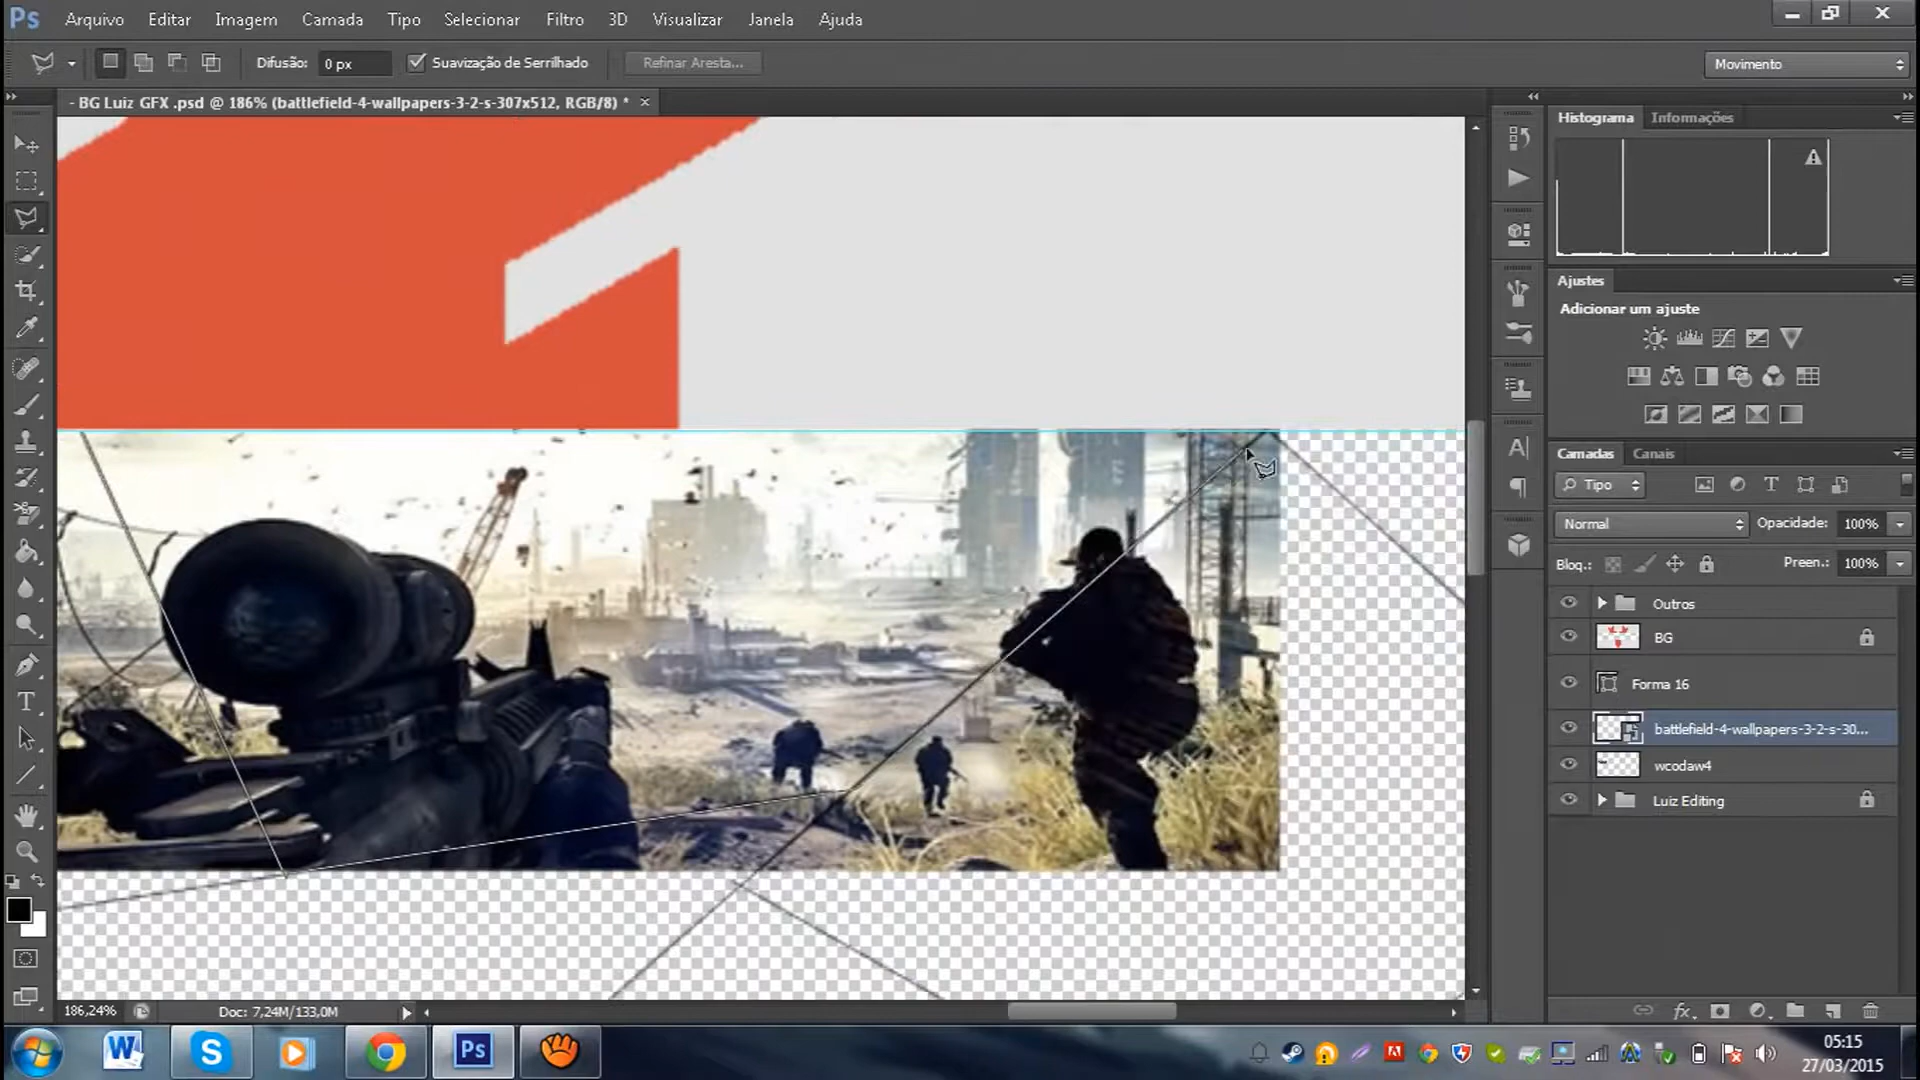 Ps Arquivo Editar Imagem Camada Tipo Selecionar Filtro 3D Visualizar Janela Ajuda
Difusão: 0 px Suavização de Serrilhado Refinar Aresta... Movimento
- BG Luiz GFX .psd @ 186% (battlefield-4-wallpapers-3-2-s-307x512, RGB/8) *
Histograma Informações
Ajustes
Adicionar um ajuste
Camadas Canais
Tipo
Normal Opacidade: 100%
Bloq.: Preen.: 100%
Outros
BG
Forma 16
battlefield-4-wallpapers-3-2-s-30...
wcodaw4
Luiz Editing
186,24% Doc: 7,24M/133,0M
Ps
05:15
27/03/2015